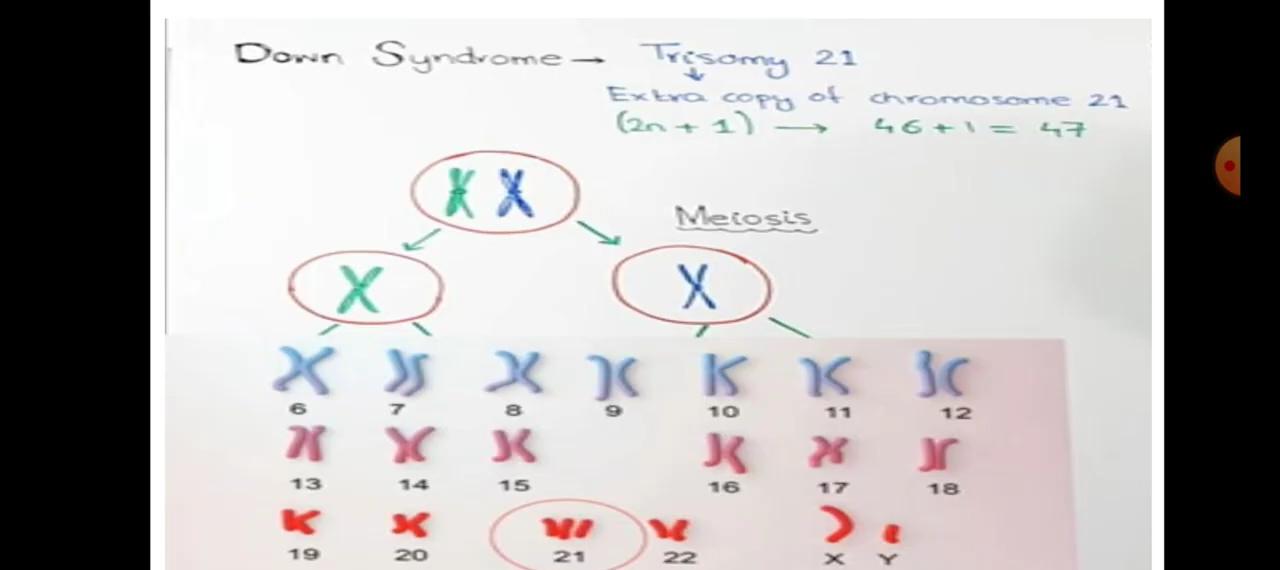 Down Syndrome → Trisomy 21
↓
Extra copy of chromosome 21
(2n + 1) → 46 + 1 = 47
Meiosis
6 7 8 9 10 11 12
13 14 15 16 17 18
19 20 21 22 X Y